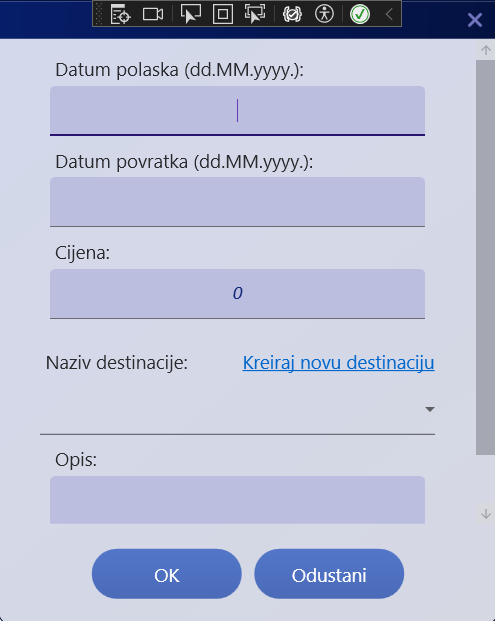 Datum polaska (dd.MM.yyyy.):
Datum povratka (dd.MM.yyyy.):
Cijena:
0
Naziv destinacije: Kreiraj novu destinaciju
Opis:
OK Odustani